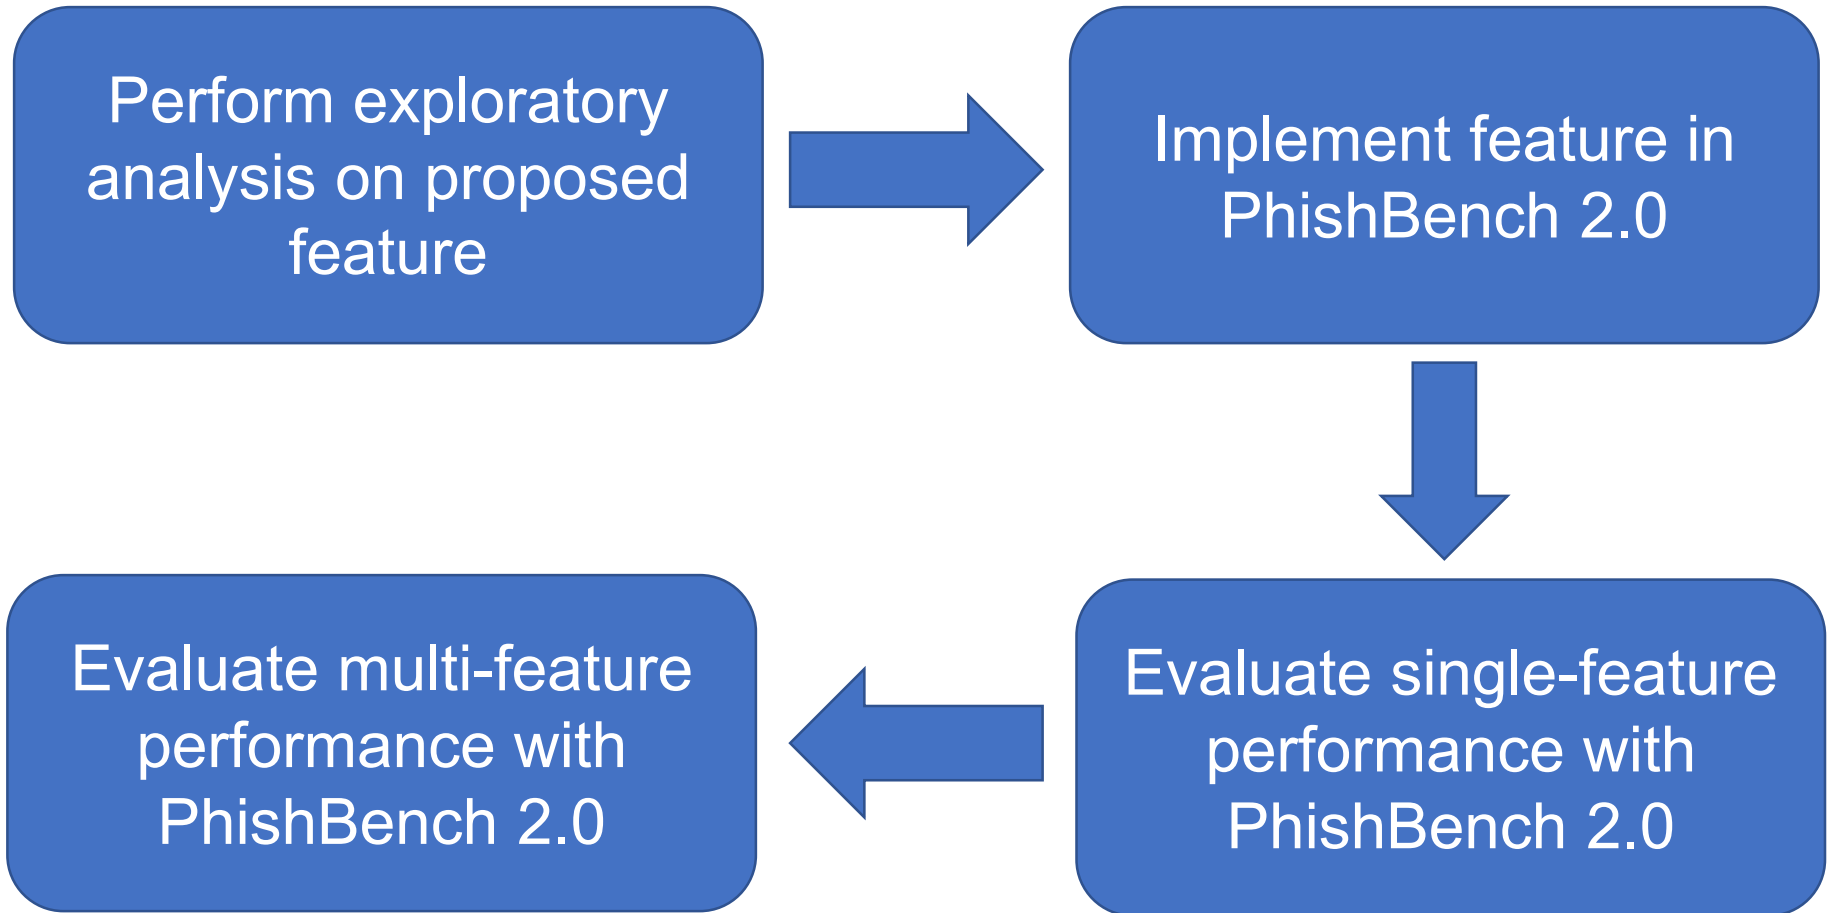 Perform exploratory
analysis on proposed
feature
Implement feature in
PhishBench 2.0
Evaluate single-feature
performance with
PhishBench 2.0
Evaluate multi-feature
performance with
PhishBench 2.0